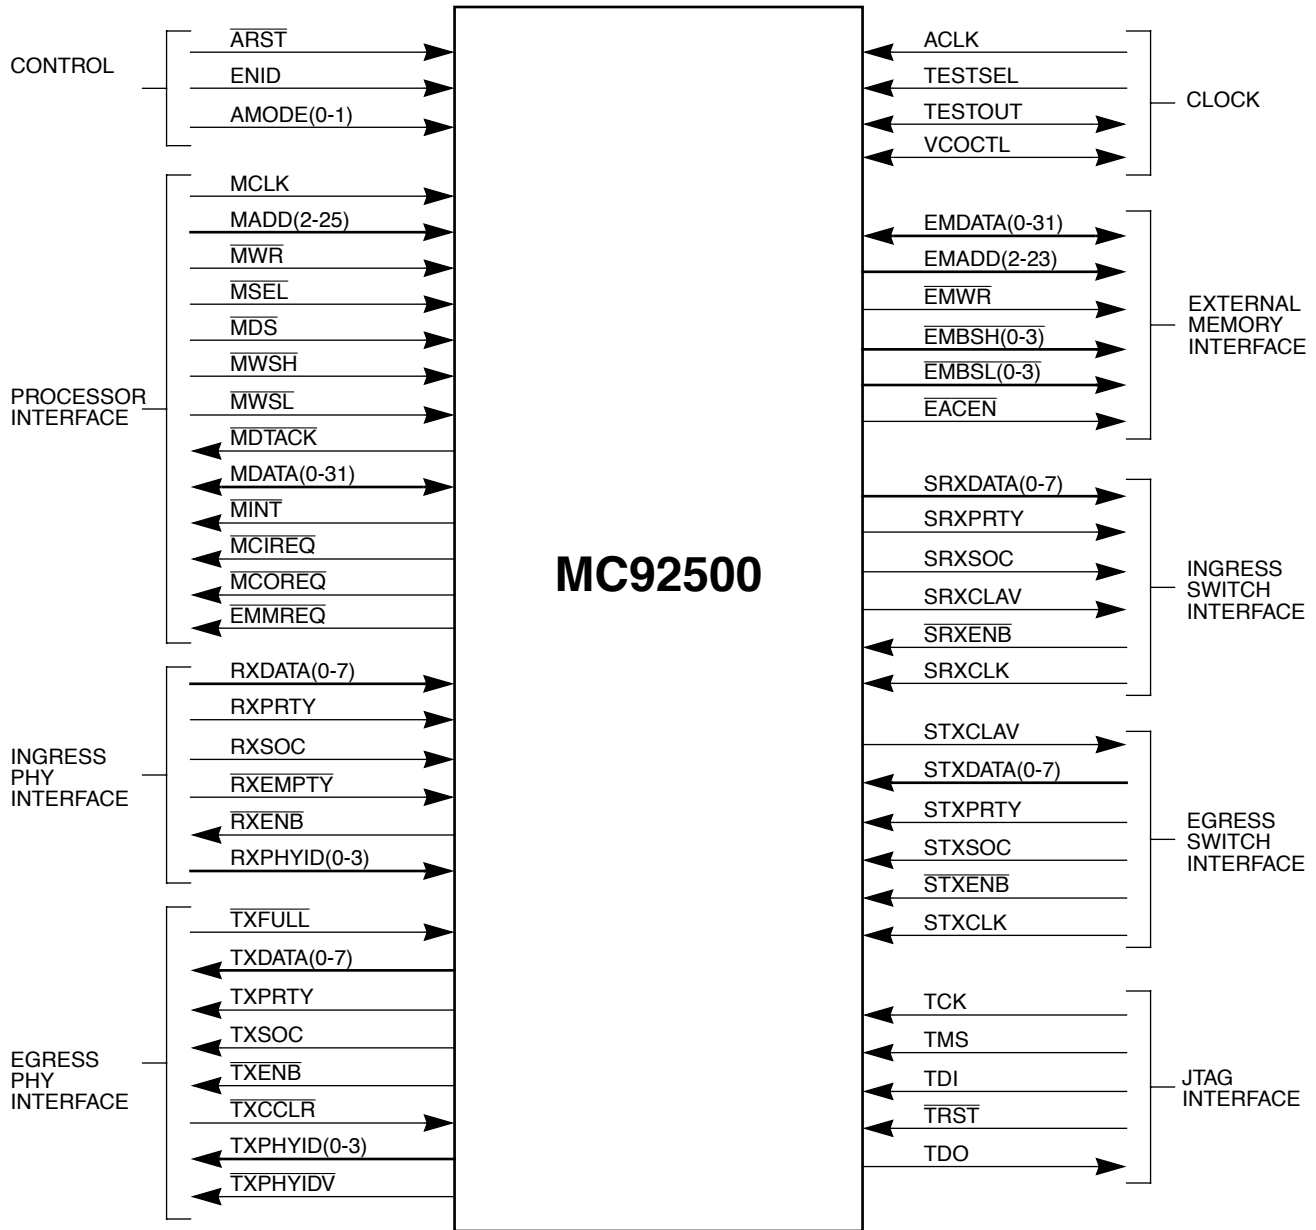 CONTROL
ARST
ENID
AMODE(0-1)
PROCESSOR
INTERFACE
MCLK
MADD(2-25)
MWR
MSEL
MDS
MWSH
MWSL
MDTACK
MDATA(0-31)
MINT
MCIREQ
MCOREQ
EMMREQ
INGRESS
PHY
INTERFACE
RXDATA(0-7)
RXPRTY
RXSOC
RXEMPTY
RXENB
RXPHYID(0-3)
EGRESS
PHY
INTERFACE
TXFULL
TXDATA(0-7)
TXPRTY
TXSOC
TXENB
TXCCLR
TXPHYID(0-3)
TXPHYIDV
MC92500
ACLK
TESTSEL
TESTOUT
VCOCTL
CLOCK
EMDATA(0-31)
EMADD(2-23)
EMWR
EMBSH(0-3)
EMBSL(0-3)
EACEN
EXTERNAL
MEMORY
INTERFACE
SRXDATA(0-7)
SRXPRTY
SRXSOC
SRXCLAV
SRXENB
SRXCLK
INGRESS
SWITCH
INTERFACE
STXCLAV
STXDATA(0-7)
STXPRTY
STXSOC
STXENB
STXCLK
EGRESS
SWITCH
INTERFACE
TCK
TMS
TDI
TRST
TDO
JTAG
INTERFACE